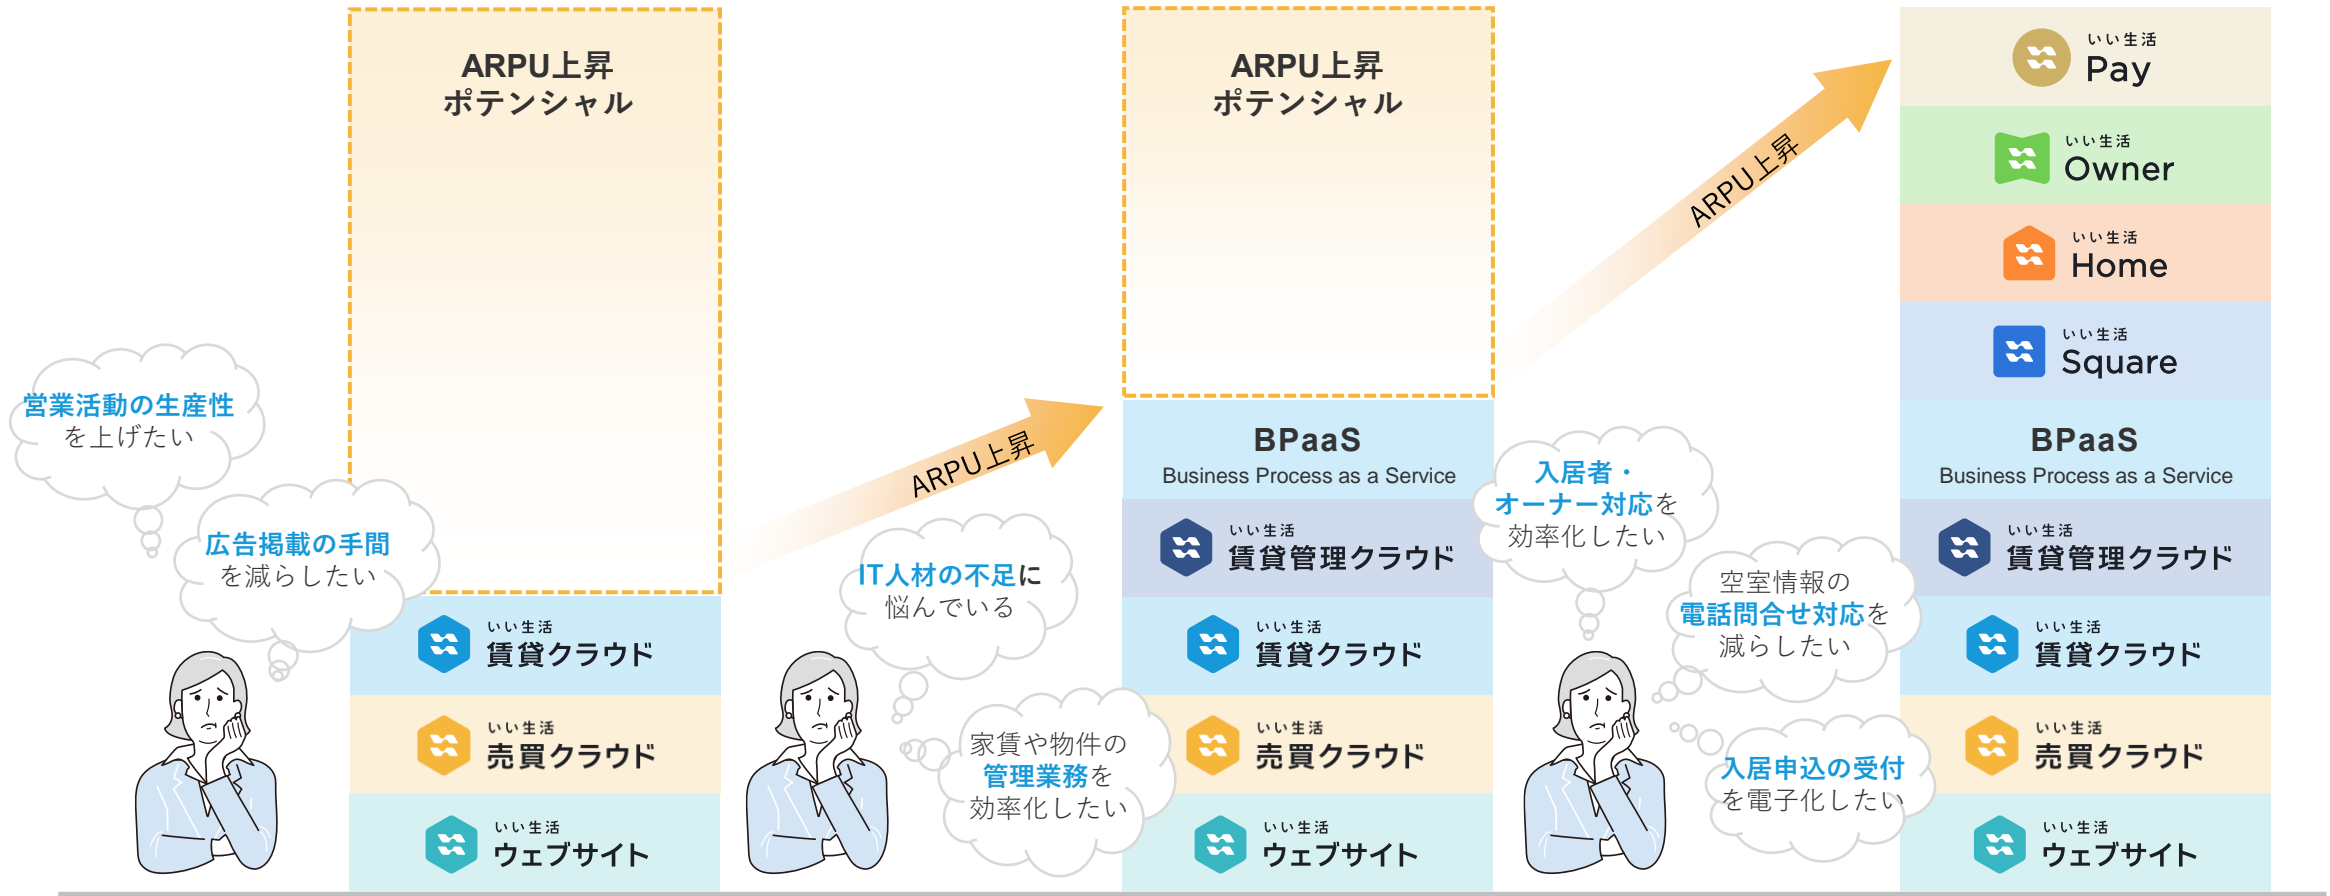 ARPU上昇
ポテンシャル
営業活動の生産性
を上げたい
広告掲載の手間
を減らしたい
いい生活
賃貸クラウド
いい生活
売買クラウド
いい生活
ウェブサイト
ARPU上昇
IT人材の不足に
悩んでいる
家賃や物件の
管理業務を
効率化したい
ARPU上昇
ポテンシャル
BPaaS
Business Process as a Service
いい生活
賃貸管理クラウド
いい生活
賃貸クラウド
いい生活
売買クラウド
いい生活
ウェブサイト
ARPU上昇
入居者・
オーナー対応を
効率化したい
空室情報の
電話問合せ対応を
減らしたい
入居申込の受付
を電子化したい
いい生活
Pay
いい生活
Owner
いい生活
Home
いい生活
Square
BPaaS
Business Process as a Service
いい生活
賃貸管理クラウド
いい生活
賃貸クラウド
いい生活
売買クラウド
いい生活
ウェブサイト